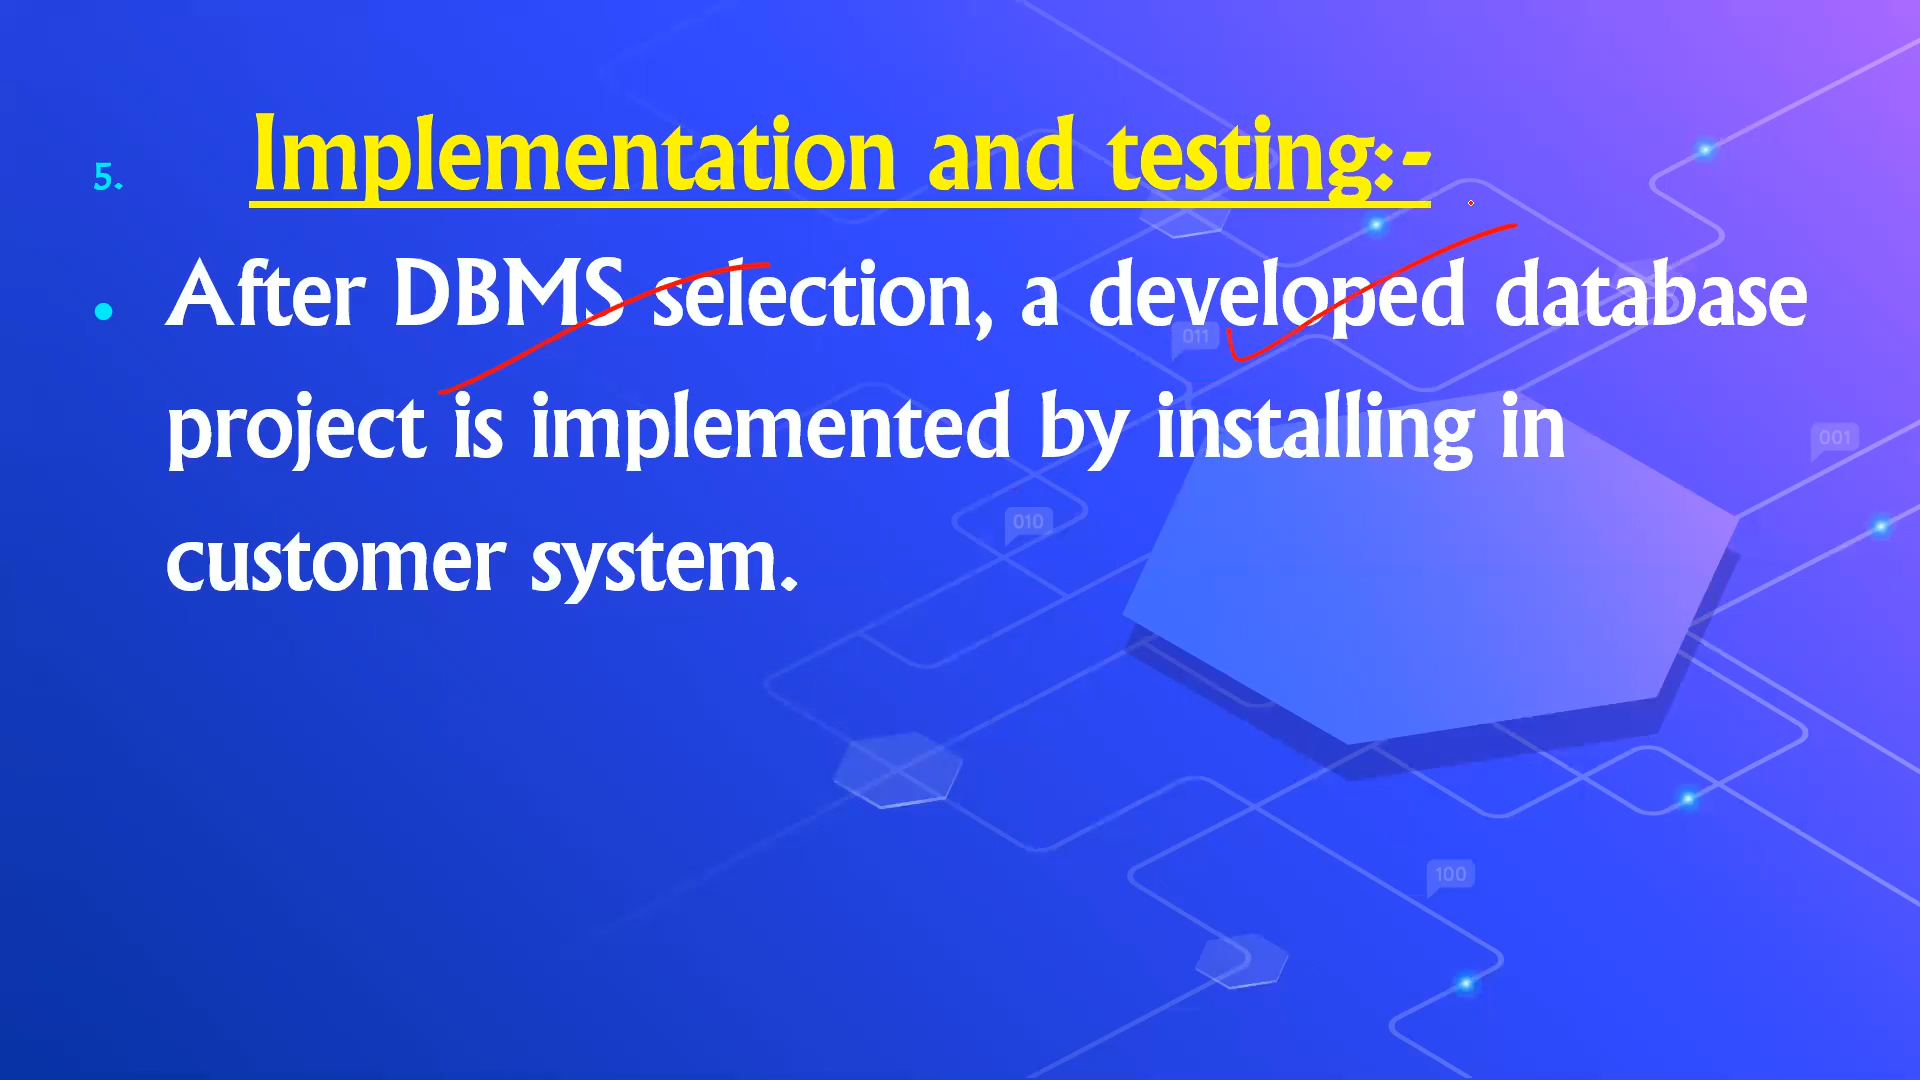 5. Implementation and testing:-
• After DBMS selection, a developed database
project is implemented by installing in
customer system.
011
001
010
100